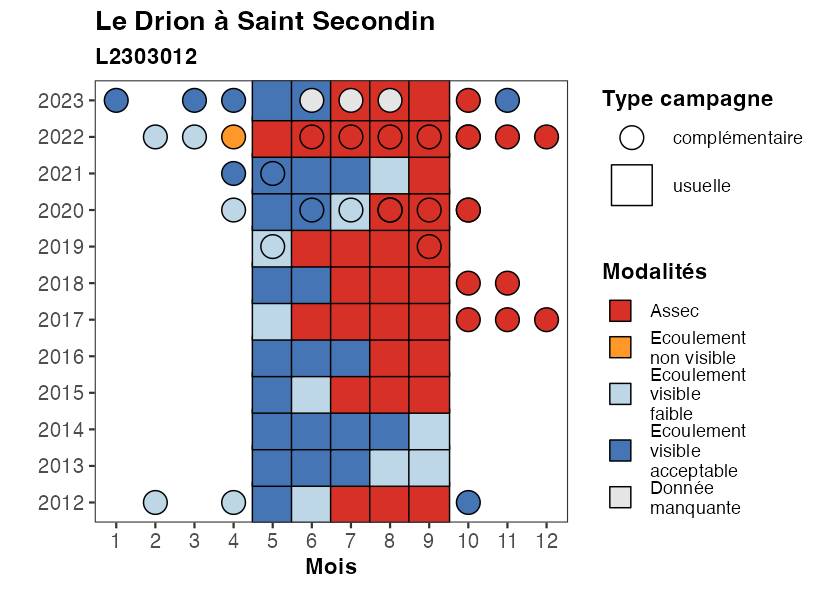 Le Drion à Saint Secondin
L2303012
2023
2022
2021
2020
2019
2018
2017
2016
2015
2014
2013
2012
1 2 3 4 5 6 7 8 9 10 11 12
Mois
Type campagne
complémentaire
usuelle
Modalités
Assec
Ecoulement
non visible
Ecoulement
visible
faible
Ecoulement
visible
acceptable
Donnée
manquante